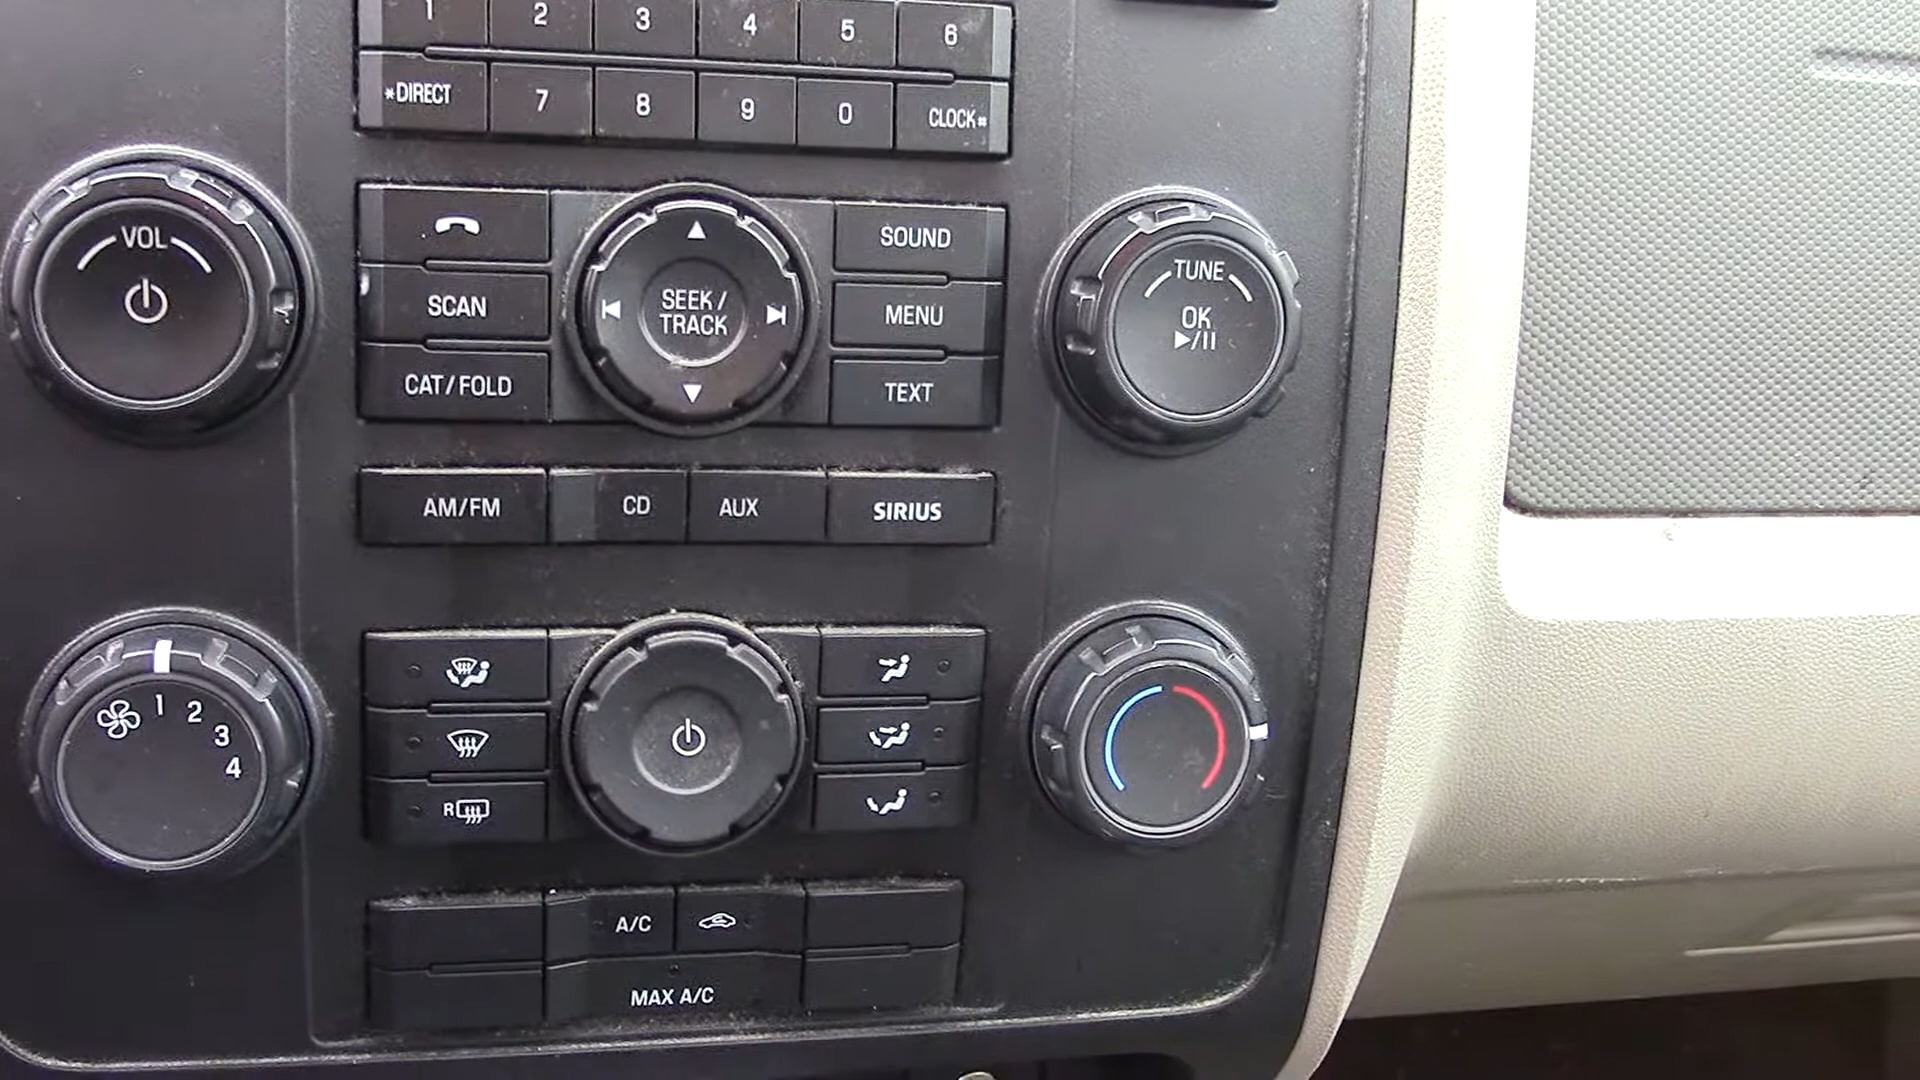 1 2 3 4 5 6
*DIRECT 7 8 9 0 CLOCK#
VOL
SCAN
CAT/FOLD
SEEK/
TRACK
SOUND
MENU
TEXT
TUNE
OK
AM/FM CD AUX SIRIUS
1 2 3 4
R
A/C
MAX A/C